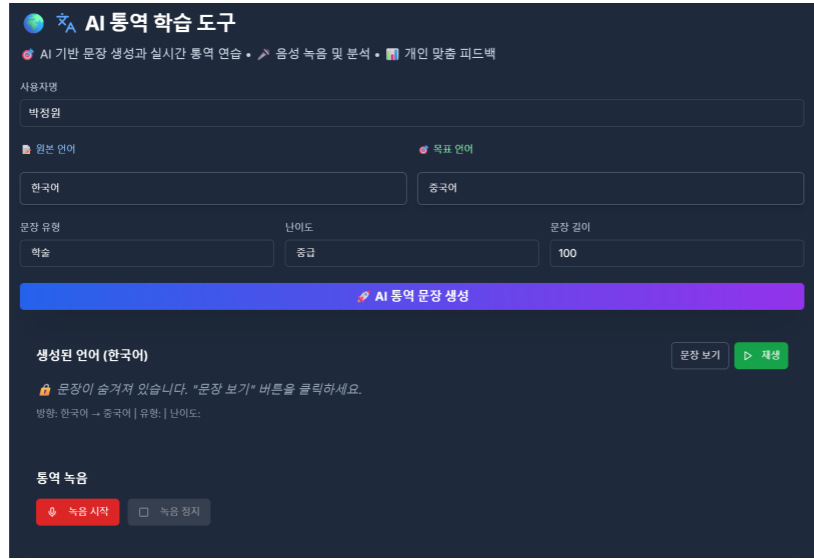 AI 통역 학습 도구
AI 기반 문장 생성과 실시간 통역 연습 • 음성 녹음 및 분석 • 개인 맞춤 피드백
사용자명
박정원
원본 언어
목표 언어
한국어
중국어
문장 유형
난이도
문장 길이
학술
중급
100
AI 통역 문장 생성
생성된 언어 (한국어)
문장 보기
재생
문장이 숨겨져 있습니다. "문장 보기" 버튼을 클릭하세요.
방향: 한국어 → 중국어 | 유형: | 난이도:
통역 녹음
녹음 시작
녹음 정지